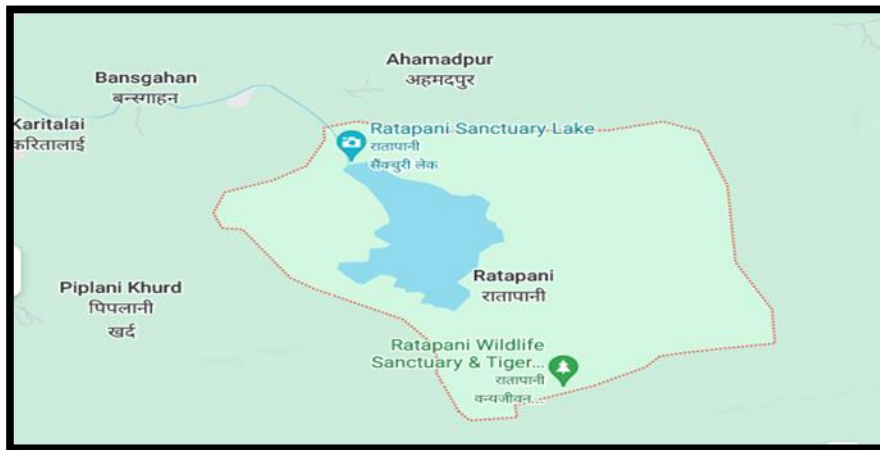 Ahamadpur
अहमदपुर
Bansgahan
बन्सगाहन
Karitalai
करितालाई
Ratapani Sanctuary Lake
रातापानी
सैंक्चुरी लेक
Ratapani
रातापानी
Piplani Khurd
पिपलानी
खर्द
Ratapani Wildlife
Sanctuary & Tiger...
रातापानी
वन्यजीवन...